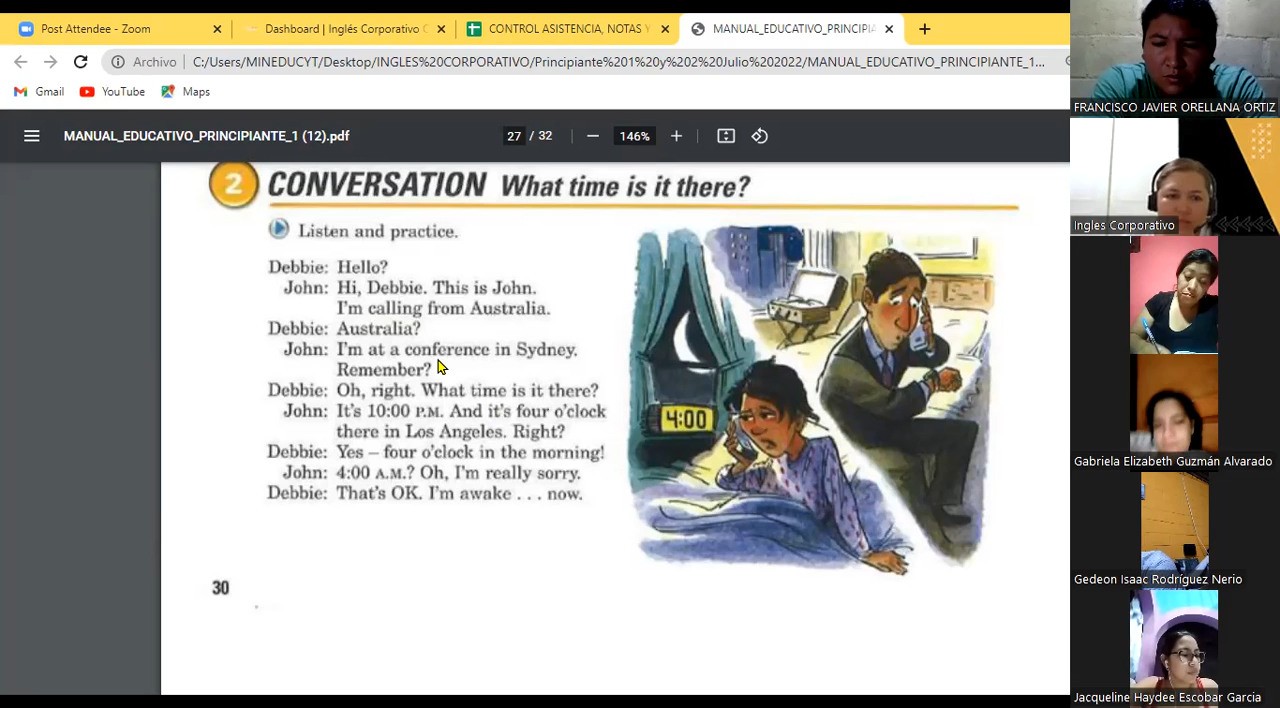 Post Attendee - Zoom
Dashboard | Inglés Corporativo
CONTROL ASISTENCIA, NOTAS Y
MANUAL_EDUCATIVO_PRINCIPIA
Archivo
C:/Users/MINEDUCYT/Desktop/INGLES%20CORPORATIVO/Principiante%201%20y%202%20Julio%202022/MANUAL_EDUCATIVO_PRINCIPIANTE_1...
Gmail
YouTube
Maps
MANUAL_EDUCATIVO_PRINCIPIANTE_1 (12).pdf
27 / 32
146%
2 CONVERSATION What time is it there?
Listen and practice.
Debbie: Hello?
John: Hi, Debbie. This is John.
I'm calling from Australia.
Debbie: Australia?
John: I'm at a conference in Sydney.
Remember?
Debbie: Oh, right. What time is it there?
John: It's 10:00 P.M. And it's four o'clock
there in Los Angeles. Right?
Debbie: Yes – four o'clock in the morning!
John: 4:00 A.M.? Oh, I'm really sorry.
Debbie: That's OK. I'm awake . . . now.
4:00
30
FRANCISCO JAVIER ORELLANA ORTIZ
Ingles Corporativo
Gabriela Elizabeth Guzmán Alvarado
Gedeon Isaac Rodríguez Nerio
Jacqueline Haydee Escobar Garcia